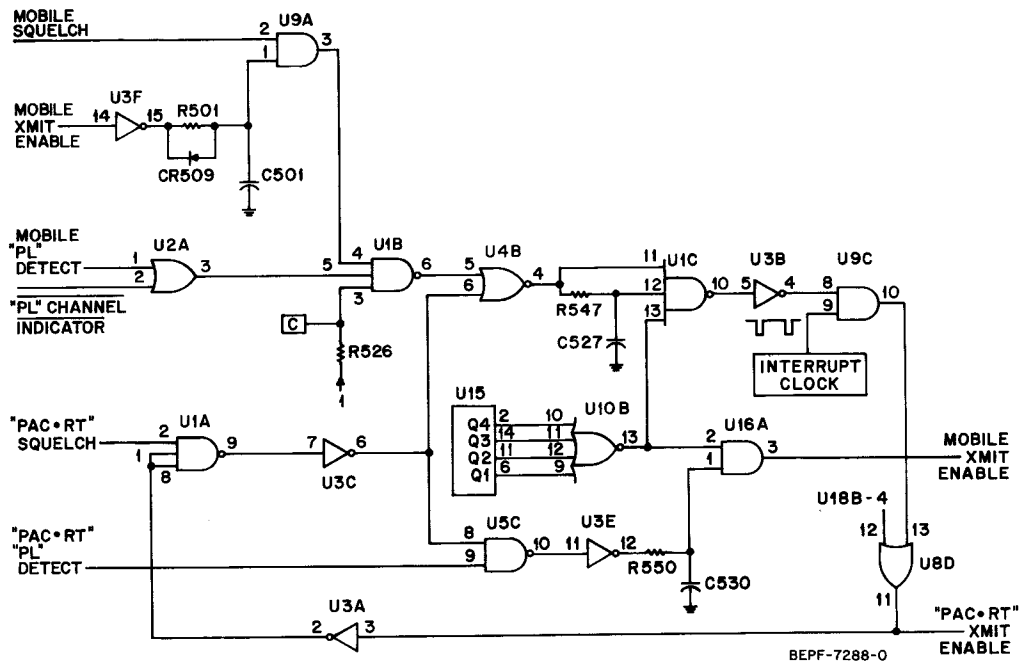 MOBILE
SQUELCH
2
1
U9A
3
MOBILE
XMIT
ENABLE
14
U3F
15
R501
CR509
C501
MOBILE
"PL"
DETECT
1
2
U2A
3
"PL" CHANNEL
INDICATOR
4
5
3
U1B
6
C
R526
1
5
6
U4B
4
R547
C527
11
12
13
U1C
10
5
U3B
4
8
9
U9C
10
INTERRUPT
CLOCK
"PAC•RT"
SQUELCH
2
1
8
U1A
9
7
U3C
6
U15
Q4
Q3
Q2
Q1
2
14
11
6
10
11
12
9
U10B
13
2
1
U16A
3
MOBILE
XMIT
ENABLE
"PAC•RT"
"PL"
DETECT
8
9
U5C
10
11
U3E
12
R550
C530
U18B-4
12
13
U8D
11
2
U3A
3
"PAC•RT"
XMIT
ENABLE
BEPF-7288-O